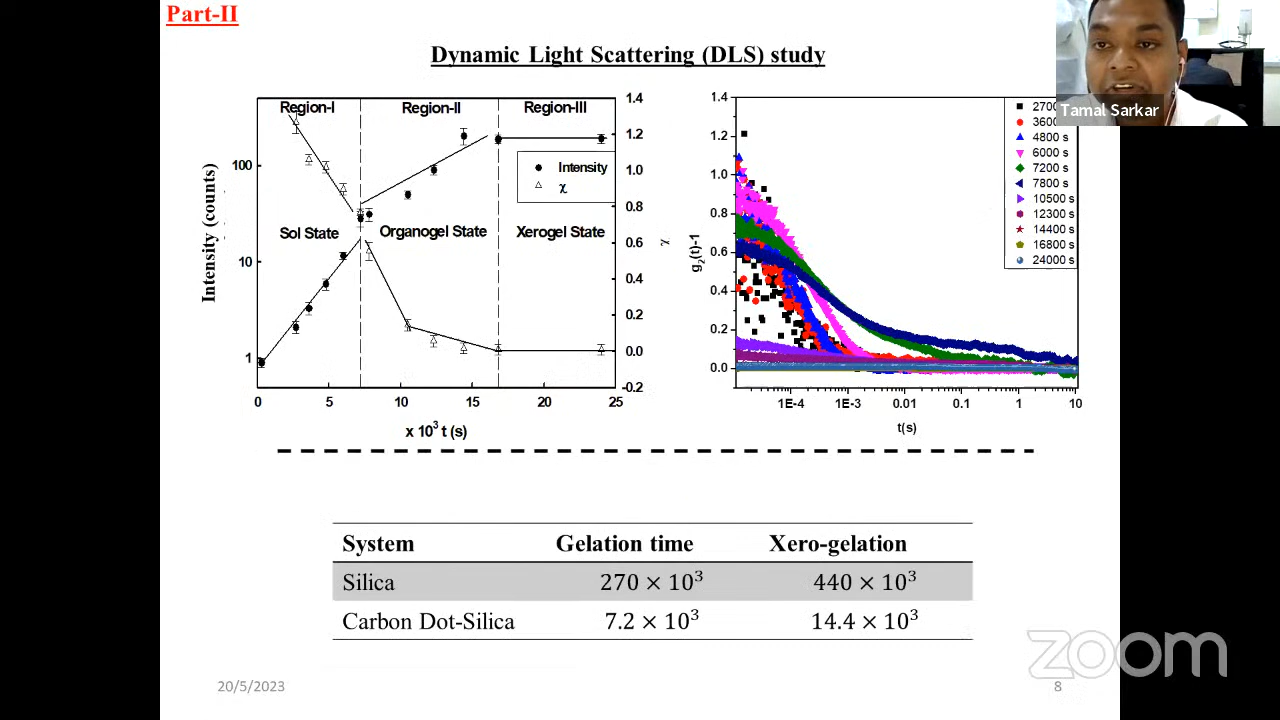 Part-II
Dynamic Light Scattering (DLS) study
Tamal Sarkar
Region-I Region-II Region-III
Intensity
χ
Sol State Organogel State Xerogel State
Intensity (counts)
100
10
1
1.4
1.2
1.0
0.8
0.6
0.4
0.2
0.0
-0.2
χ
0 5 10 15 20 25
x 10³ t (s)
g₂(t)-1
1.4
1.2
1.0
0.8
0.6
0.4
0.2
0.0
1E-4 1E-3 0.01 0.1 1 10
t(s)
4800 s
6000 s
7200 s
7800 s
10500 s
12300 s
14400 s
16800 s
24000 s
System Gelation time Xero-gelation
Silica 270 × 10³ 440 × 10³
Carbon Dot-Silica 7.2 × 10³ 14.4 × 10³
20/5/2023
8
zoom